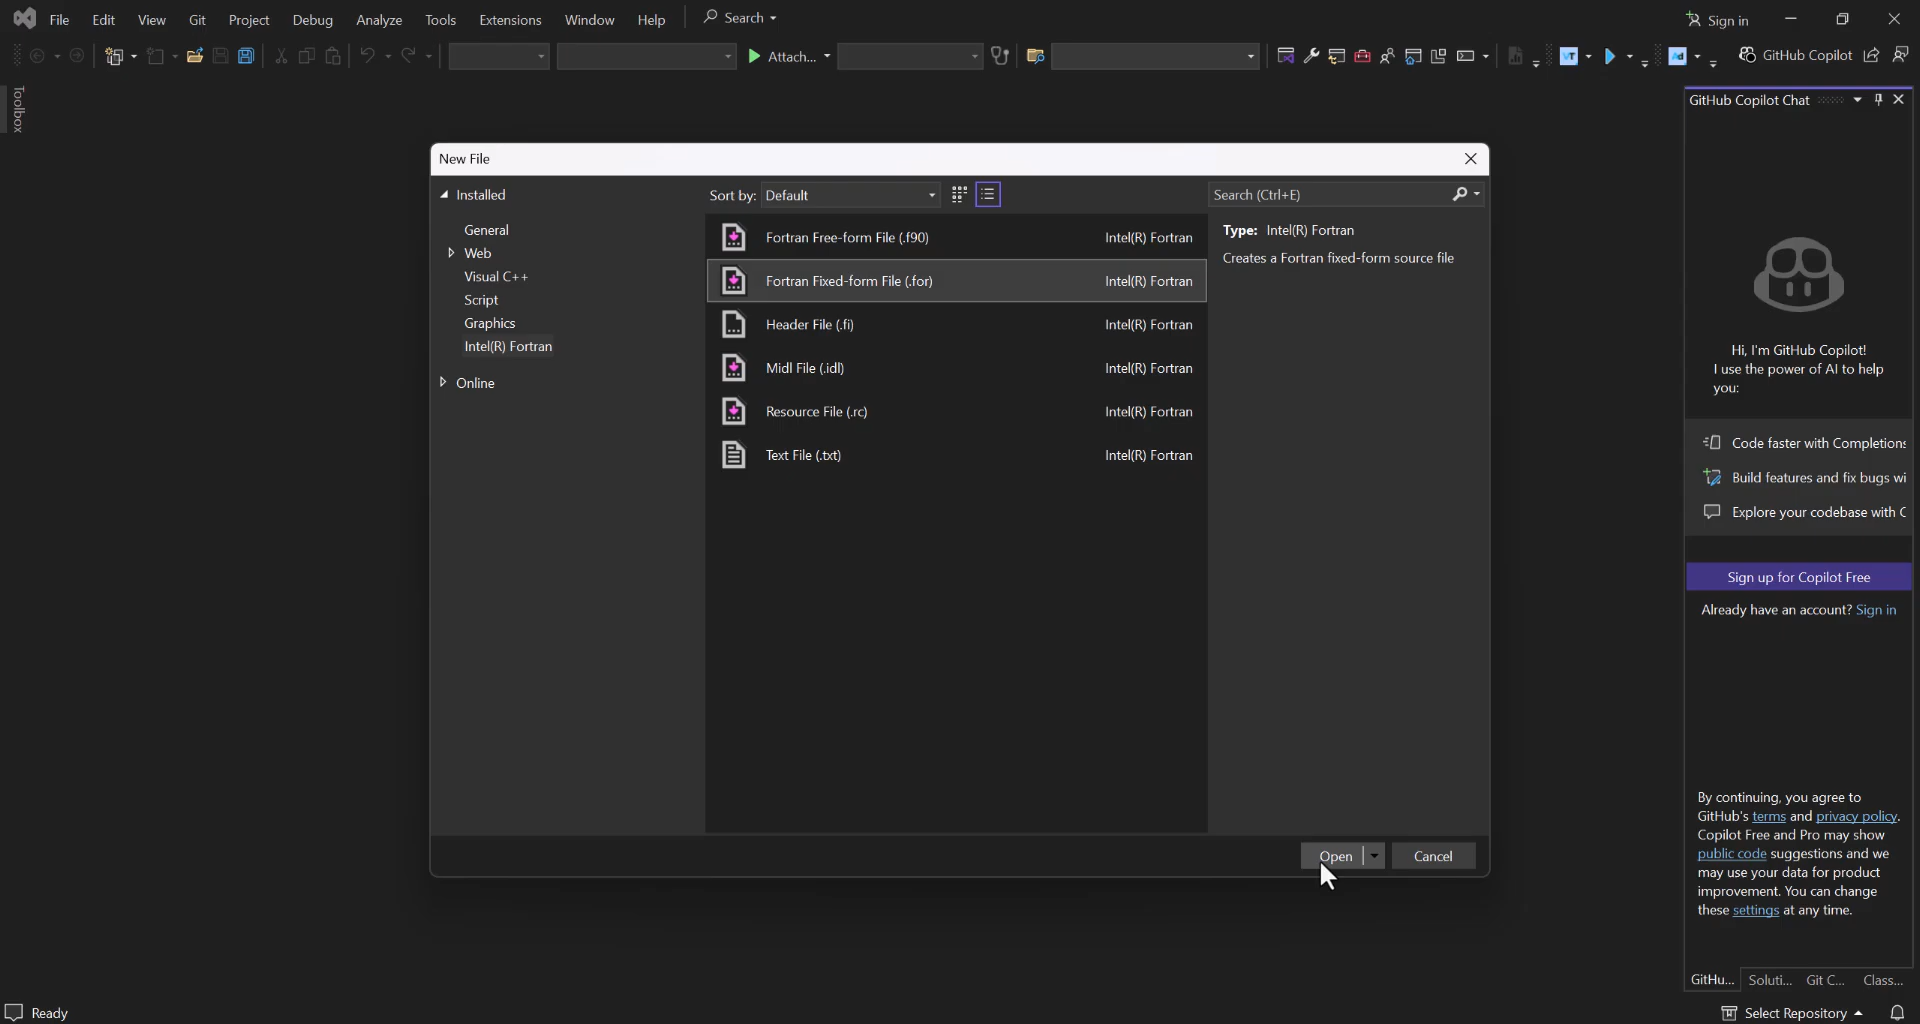 File Edit View Git Project Debug Analyze Tools Extensions Window Help Search Sign in
Attach... GitHub Copilot
Toolbox
New File
Installed
General
Web
Visual C++
Script
Graphics
Intel(R) Fortran
Online
Sort by: Default
Fortran Free-form File (.f90) Intel(R) Fortran
Fortran Fixed-form File (.for) Intel(R) Fortran
Header File (.fi) Intel(R) Fortran
Midl File (.idl) Intel(R) Fortran
Resource File (.rc) Intel(R) Fortran
Text File (.txt) Intel(R) Fortran
Search (Ctrl+E)
Type: Intel(R) Fortran
Creates a Fortran fixed-form source file
Open Cancel
GitHub Copilot Chat
Hi, I'm GitHub Copilot!
I use the power of AI to help
you:
Code faster with Completions
Build features and fix bugs wi
Explore your codebase with C
Sign up for Copilot Free
Already have an account? Sign in
By continuing, you agree to
GitHub's terms and privacy policy.
Copilot Free and Pro may show
public code suggestions and we
may use your data for product
improvement. You can change
these settings at any time.
GitHu... Soluti... Git C... Class...
Ready
Select Repository